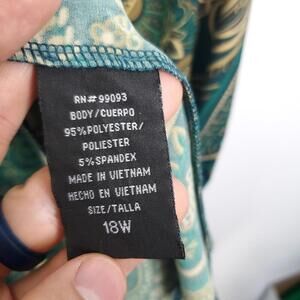 RN# 99093
BODY/CUERPO
95%POLYESTER/
POLIESTER
5%SPANDEX
MADE IN VIETNAM
HECHO EN VIETNAM
SIZE/TALLA
18W